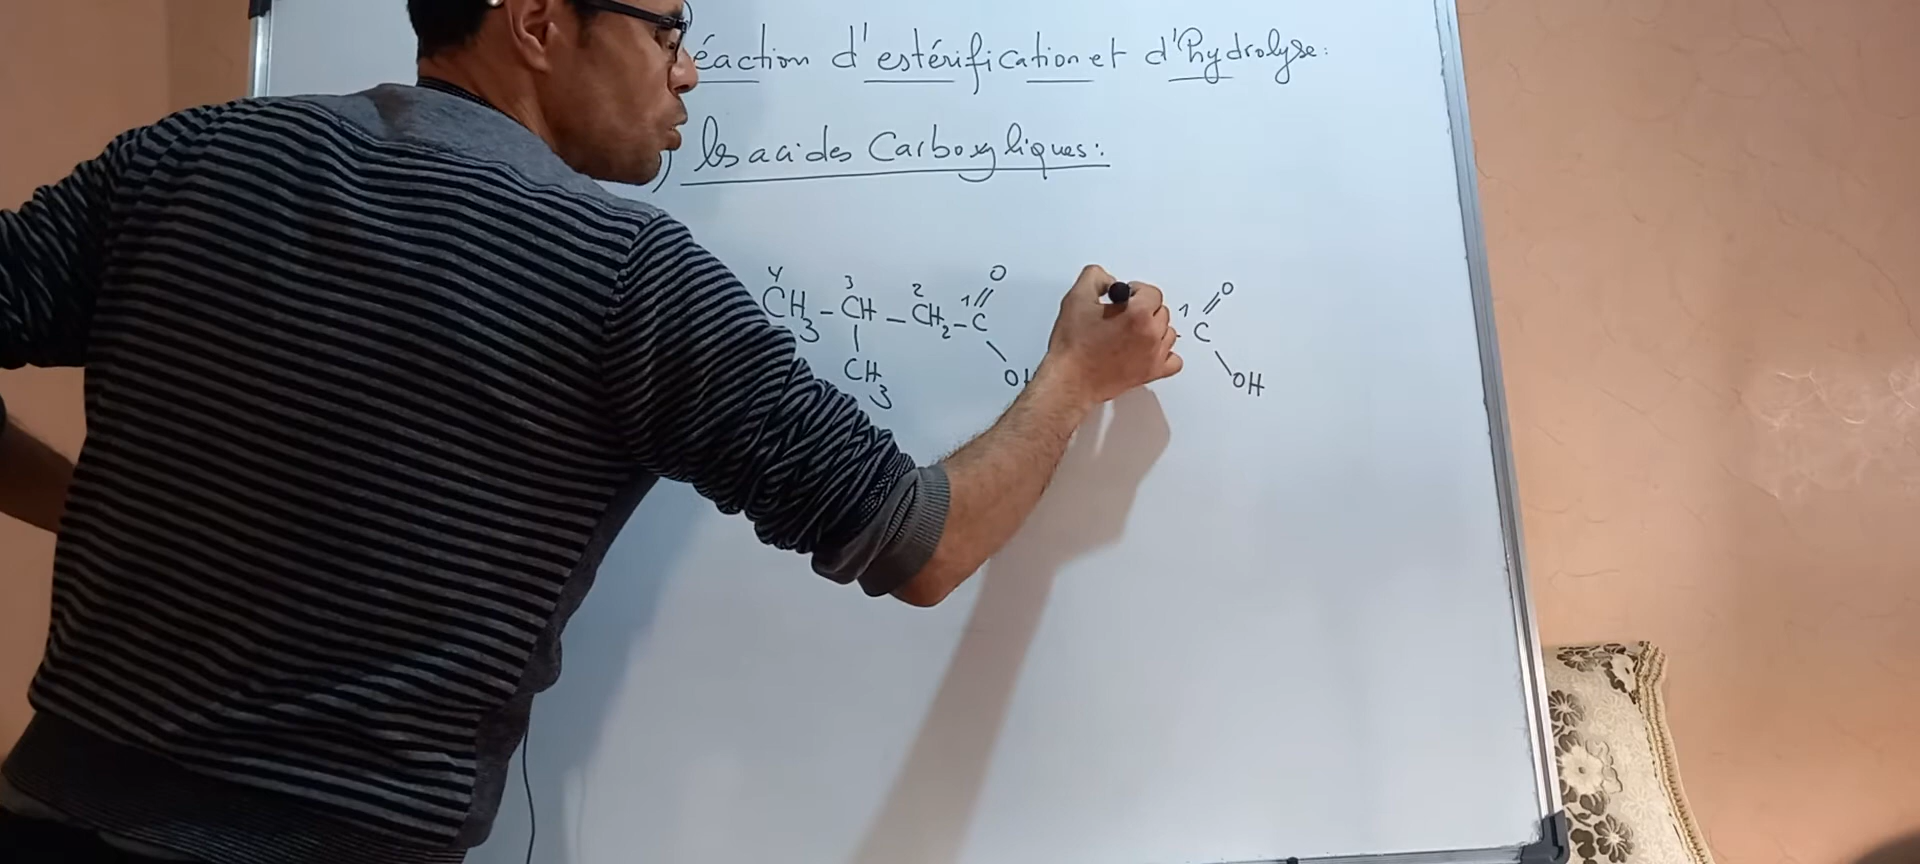 éaction d'estérification et d'hydrolyse:
) les acides Carboxyliques:
4 3 2 1 O 1 O
CH3 - CH - CH2 - C C
CH3 OH OH